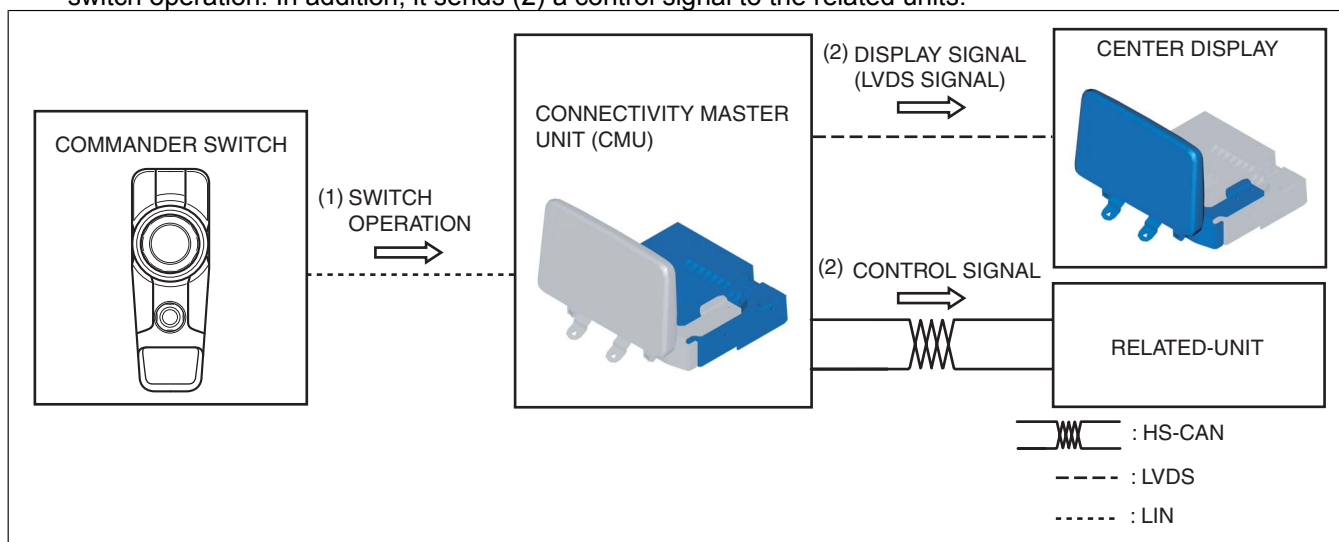 switch operation. In addition, it sends (2) a control signal to the related units.
COMMANDER SWITCH
(1) SWITCH
OPERATION
CONNECTIVITY MASTER
UNIT (CMU)
(2) DISPLAY SIGNAL
(LVDS SIGNAL)
CENTER DISPLAY
(2) CONTROL SIGNAL
RELATED-UNIT
: HS-CAN
: LVDS
: LIN